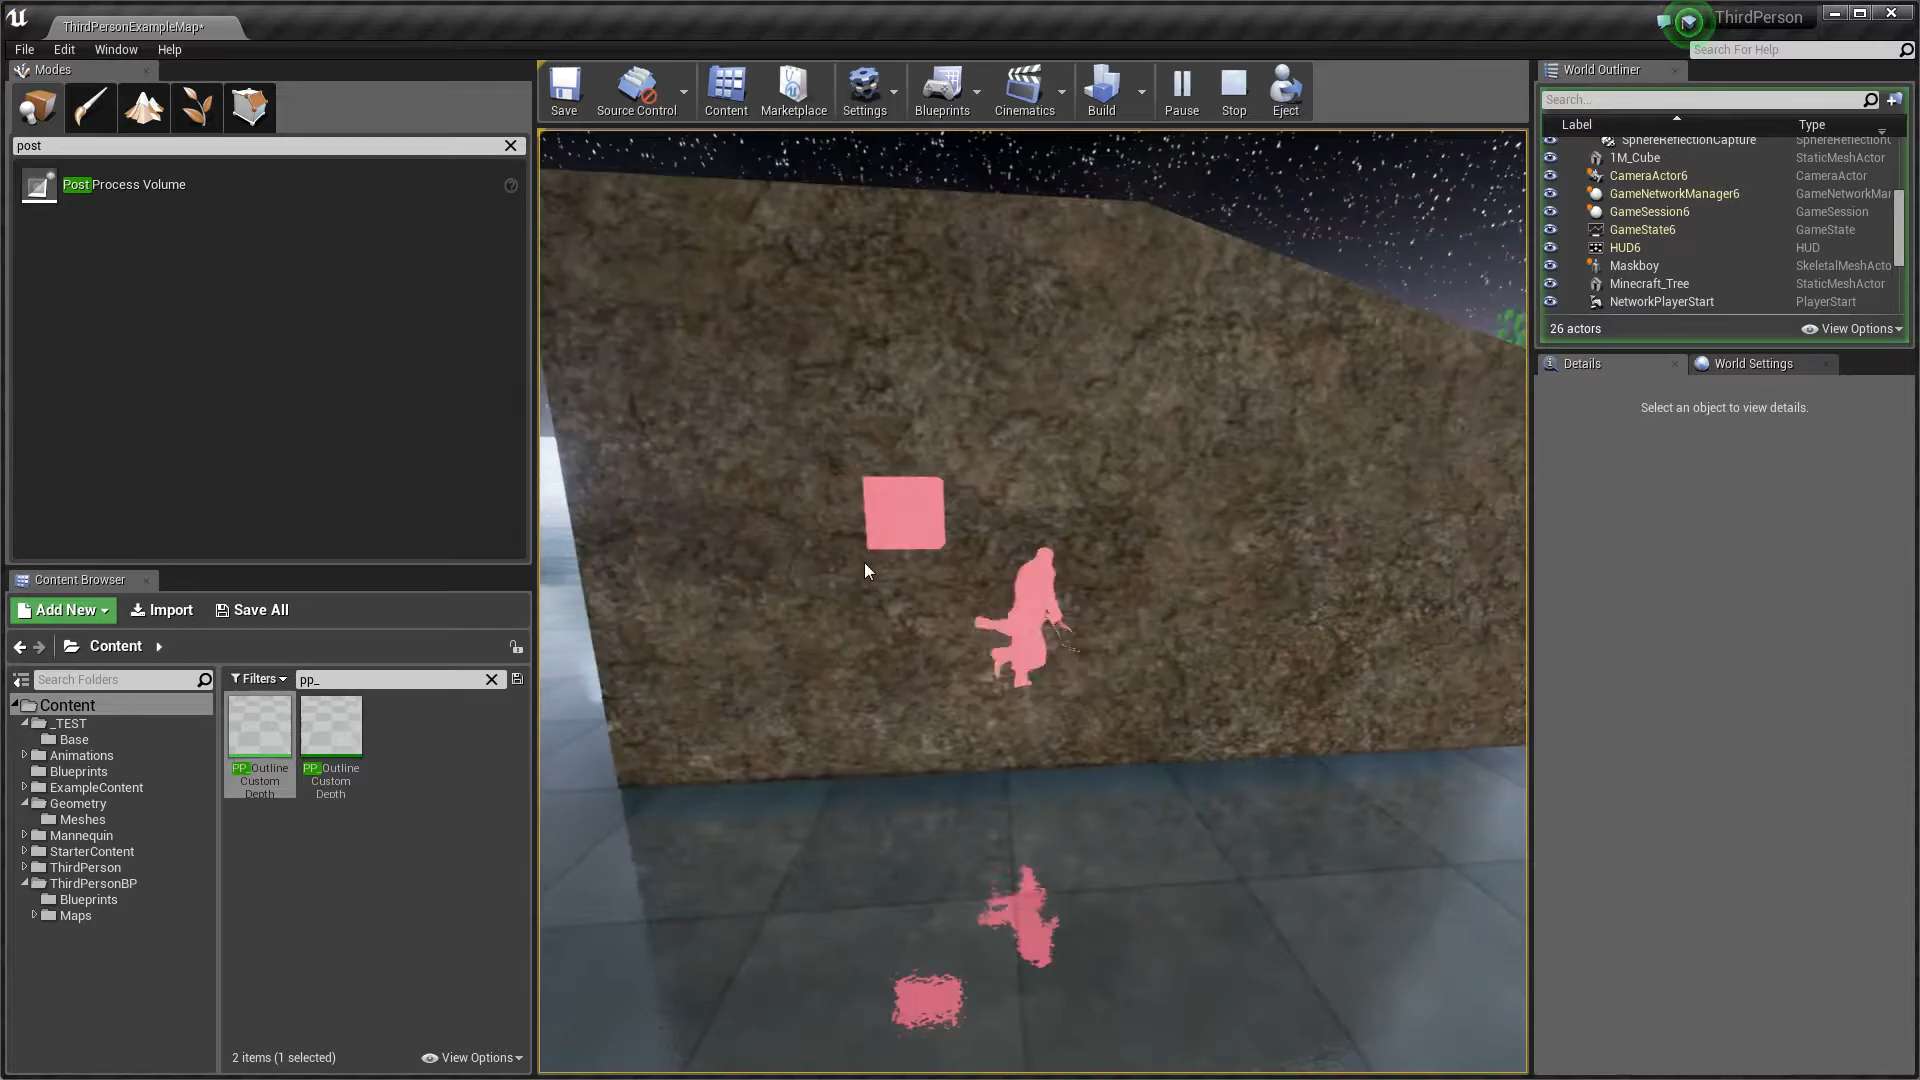 ThirdPersonExampleMap*
ThirdPerson
File Edit Window Help
Search For Help
Modes
post
Post Process Volume
Save
Source Control
Content
Marketplace
Settings
Blueprints
Cinematics
Build
Pause
Stop
Eject
World Outliner
Search...
Label Type
SphereReflectionCapture
1M_Cube StaticMeshActor
CameraActor6 CameraActor
GameNetworkManager6 GameNetworkMar
GameSession6 GameSession
GameState6 GameState
HUD6 HUD
Maskboy SkeletalMeshActo
Minecraft_Tree StaticMeshActor
NetworkPlayerStart PlayerStart
26 actors View Options
Details World Settings
Select an object to view details.
Content Browser
Add New Import Save All
Content
Search Folders
Filters
pp_
Content
_TEST
Base
Animations
Blueprints
ExampleContent
Geometry
Meshes
Mannequin
StarterContent
ThirdPerson
ThirdPersonBP
Blueprints
Maps
PP_Outline
Custom
Depth
PP_Outline
Custom
Depth
2 items (1 selected) View Options